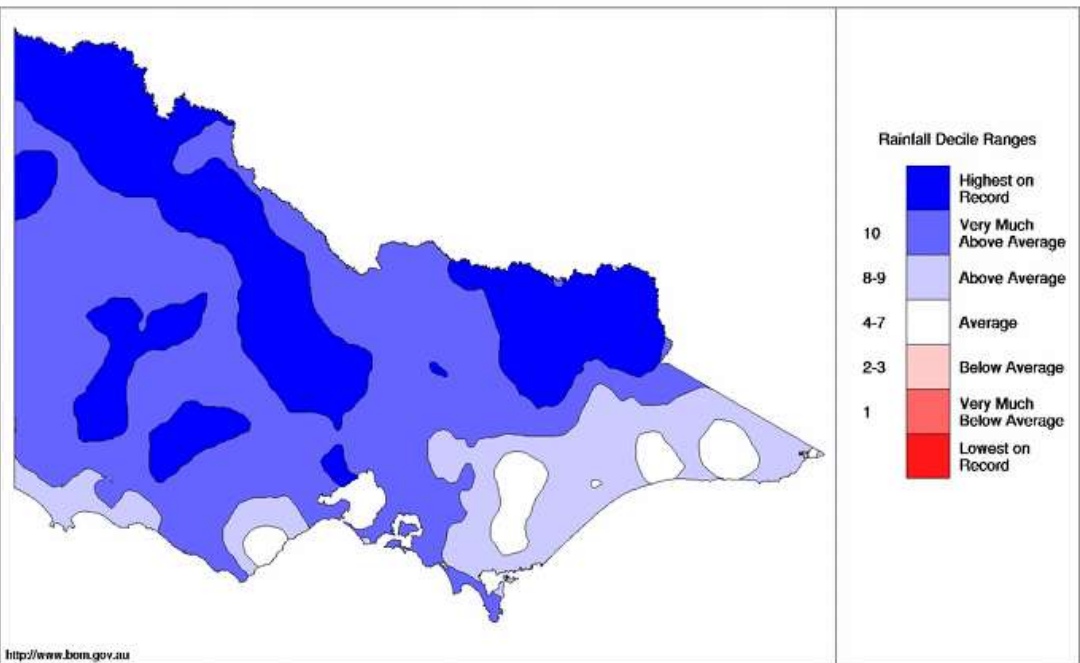 Rainfall Decile Ranges
Highest on
Record
10
Very Much
Above Average
8-9
Above Average
4-7
Average
2-3
Below Average
1
Very Much
Below Average
Lowest on
Record
http://www.bom.gov.au